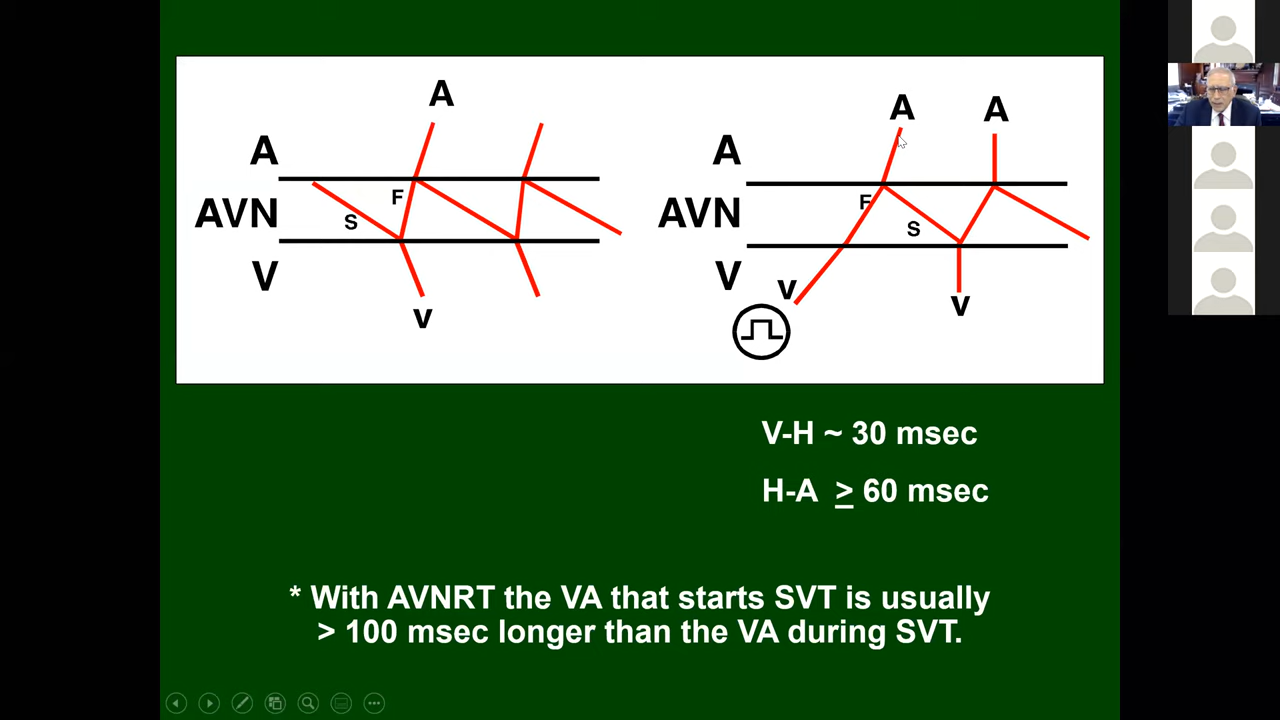 A
A
F
AVN
S
V
v
A
A
A
F
AVN
S
V
v
v
V-H ~ 30 msec
H-A > 60 msec
* With AVNRT the VA that starts SVT is usually
> 100 msec longer than the VA during SVT.